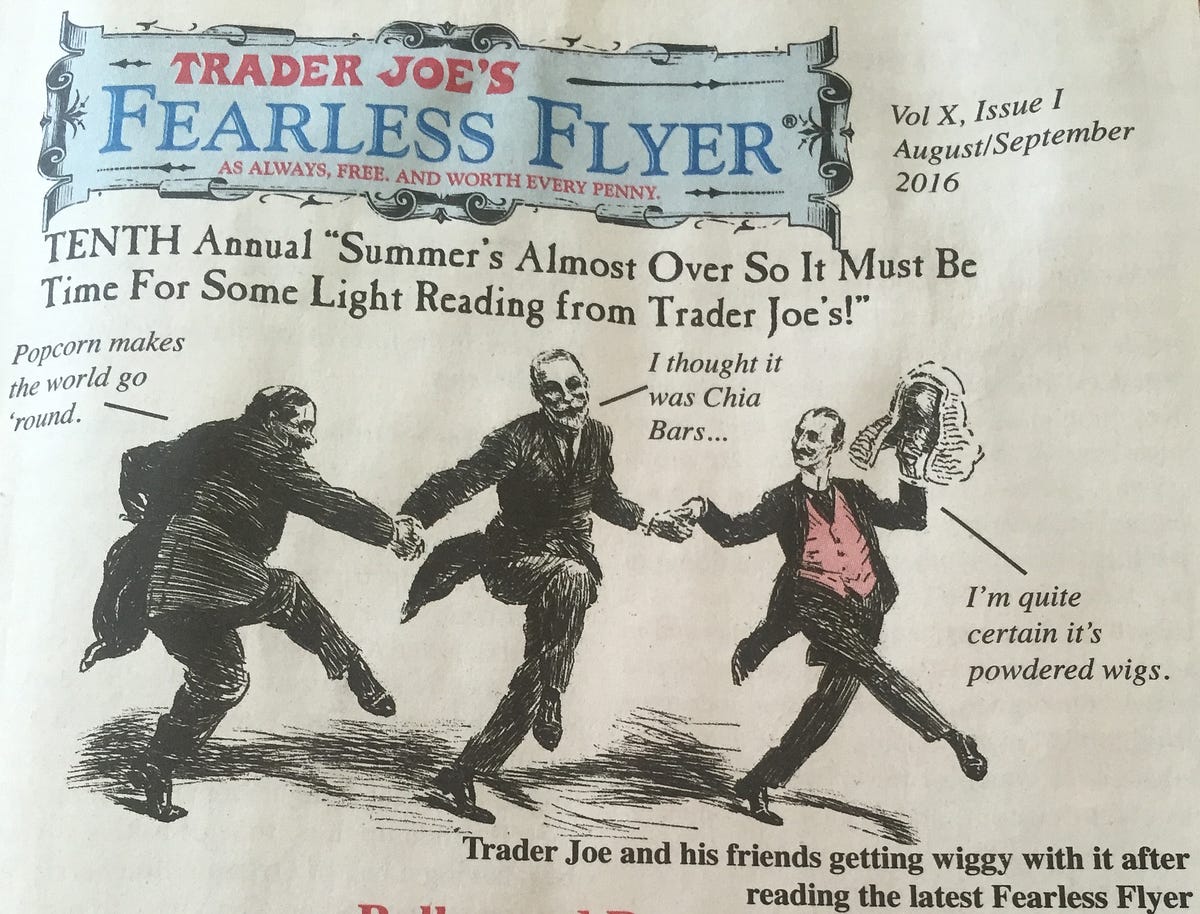 TRADER JOE'S
FEARLESS FLYER®
AS ALWAYS, FREE. AND WORTH EVERY PENNY.
Vol X, Issue I
August/September
2016
TENTH Annual “Summer's Almost Over So It Must Be
Time For Some Light Reading from Trader Joe's!”
Popcorn makes
the world go
‘round.
I thought it
was Chia
Bars...
I'm quite
certain it's
powdered wigs.
Trader Joe and his friends getting wiggy with it after
reading the latest Fearless Flyer